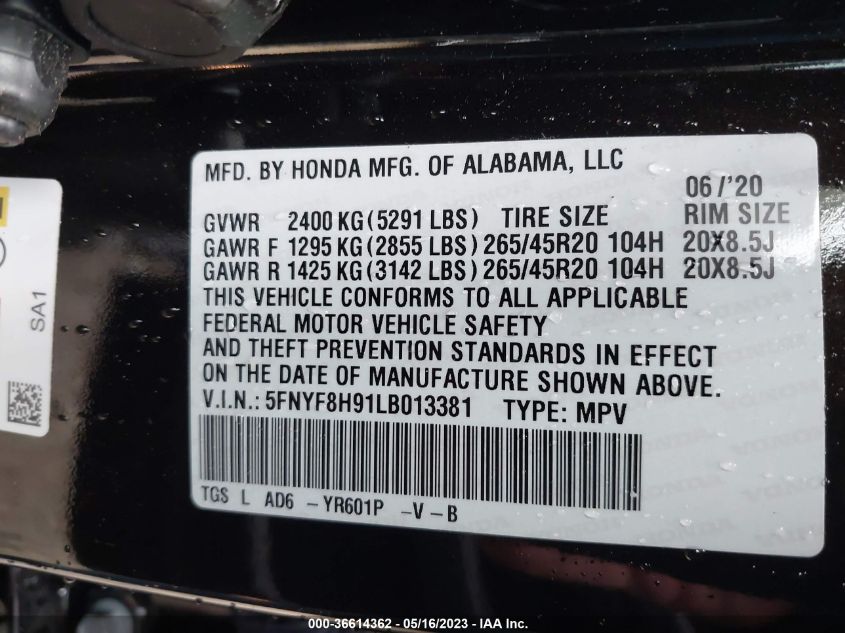 MFD. BY HONDA MFG. OF ALABAMA, LLC
06/'20
GVWR 2400 KG(5291 LBS) TIRE SIZE RIM SIZE
GAWR F 1295 KG(2855 LBS) 265/45R20 104H 20X8.5J
GAWR R 1425 KG(3142 LBS) 265/45R20 104H 20X8.5J
THIS VEHICLE CONFORMS TO ALL APPLICABLE
FEDERAL MOTOR VEHICLE SAFETY
AND THEFT PREVENTION STANDARDS IN EFFECT
ON THE DATE OF MANUFACTURE SHOWN ABOVE.
V.I.N.: 5FNYF8H91LB013381 TYPE: MPV
TGS L AD6 -YR601P -V-B
SA1
000-36614362 - 05/16/2023 - IAA Inc.